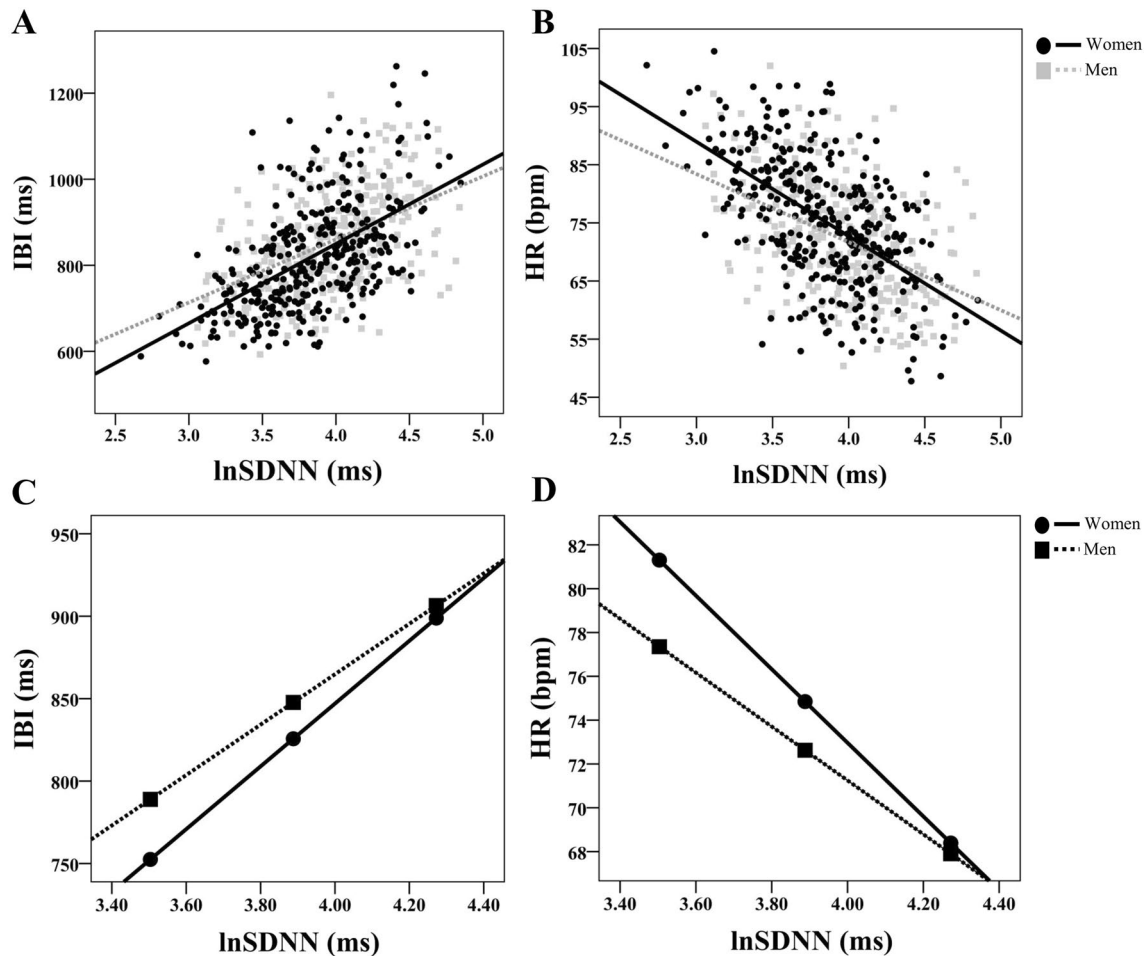 A
B
Women
Men
IBI (ms)
1200
1000
800
600
2.5 3.0 3.5 4.0 4.5 5.0
lnSDNN (ms)
HR (bpm)
105
95
85
75
65
55
45
2.5 3.0 3.5 4.0 4.5 5.0
lnSDNN (ms)
C
D
Women
Men
IBI (ms)
950
900
850
800
750
3.40 3.60 3.80 4.00 4.20 4.40
lnSDNN (ms)
HR (bpm)
82
81
78
76
74
72
70
68
3.40 3.60 3.80 4.00 4.20 4.40
lnSDNN (ms)